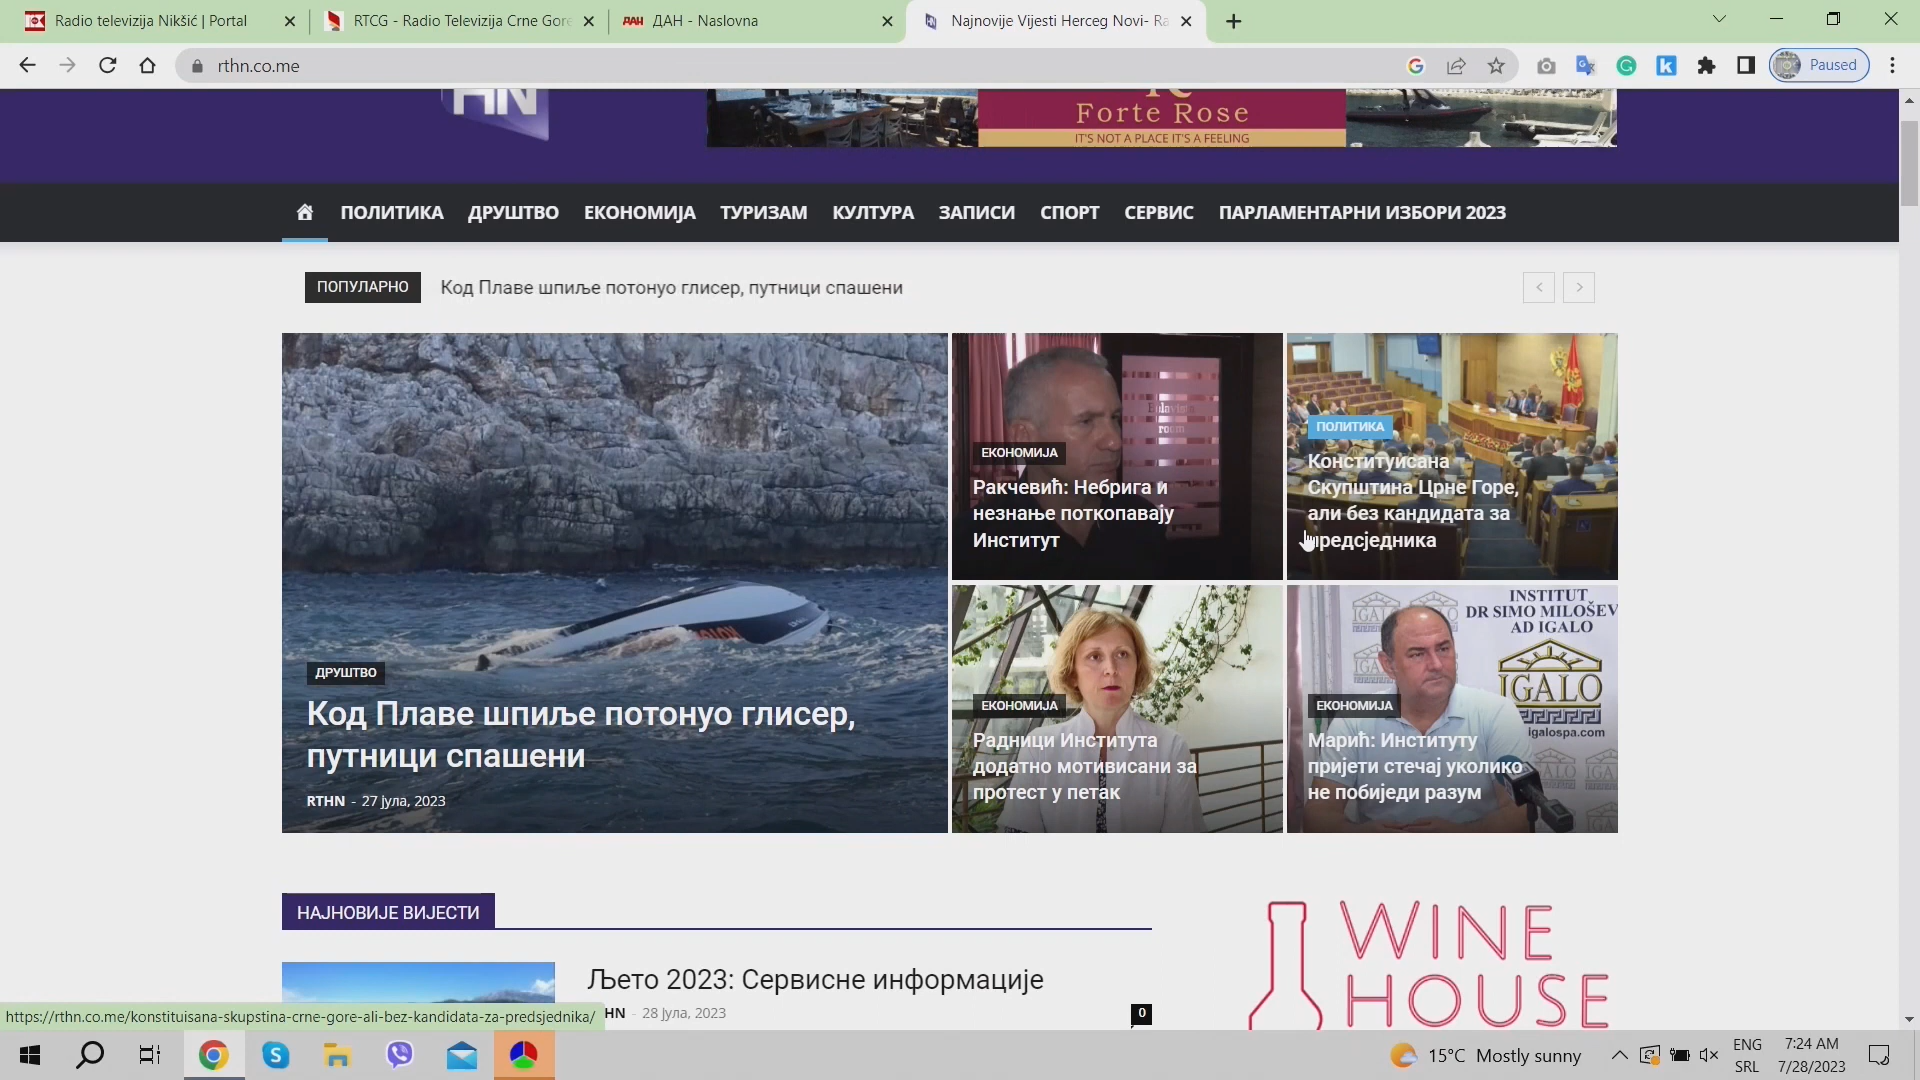 Radio televizija Nikšić | Portal
RTCG - Radio Televizija Crne Gore
ДАН ДАН - Naslovna
Najnovije Vijesti Herceg Novi- Ra
rthn.co.me
Paused
HN
Forte Rose
IT'S NOT A PLACE IT'S A FEELING
ПОЛИТИКА ДРУШТВО ЕКОНОМИЈА ТУРИЗАМ КУЛТУРА ЗАПИСИ СПОРТ СЕРВИС ПАРЛАМЕНТАРНИ ИЗБОРИ 2023
ПОПУЛАРНО Код Плаве шпиље потонуо глисер, путници спашени
ДРУШТВО
Код Плаве шпиље потонуо глисер,
путници спашени
RTHN - 27 јула, 2023
room
ЕКОНОМИЈА
Ракчевић: Небрига и
незнање поткопавају
Институт
ПОЛИТИКА
Конституисана
Скупштина Црне Горе,
али без кандидата за
предсједника
ЕКОНОМИЈА
Радници Института
додатно мотивисани за
протест у петак
INSTITUT
DR SIMO MILOŠEV
AD IGALO
IGALO
igalospa.com
ЕКОНОМИЈА
Марић: Институту
пријети стечај уколико
не побиједи разум
НАЈНОВИЈЕ ВИЈЕСТИ
Љето 2023: Сервисне информације
HN - 28 јула, 2023
0
WINE
HOUSE
https://rthn.co.me/konstituisana-skupstina-crne-gore-ali-bez-kandidata-za-predsjednika/
15°C Mostly sunny
ENG
SRL
7:24 AM
7/28/2023